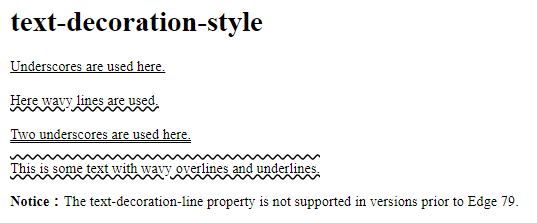 text-decoration-style
Underscores are used here.
Here wavy lines are used.
Two underscores are used here.
This is some text with wavy overlines and underlines.
Notice：The text-decoration-line property is not supported in versions prior to Edge 79.